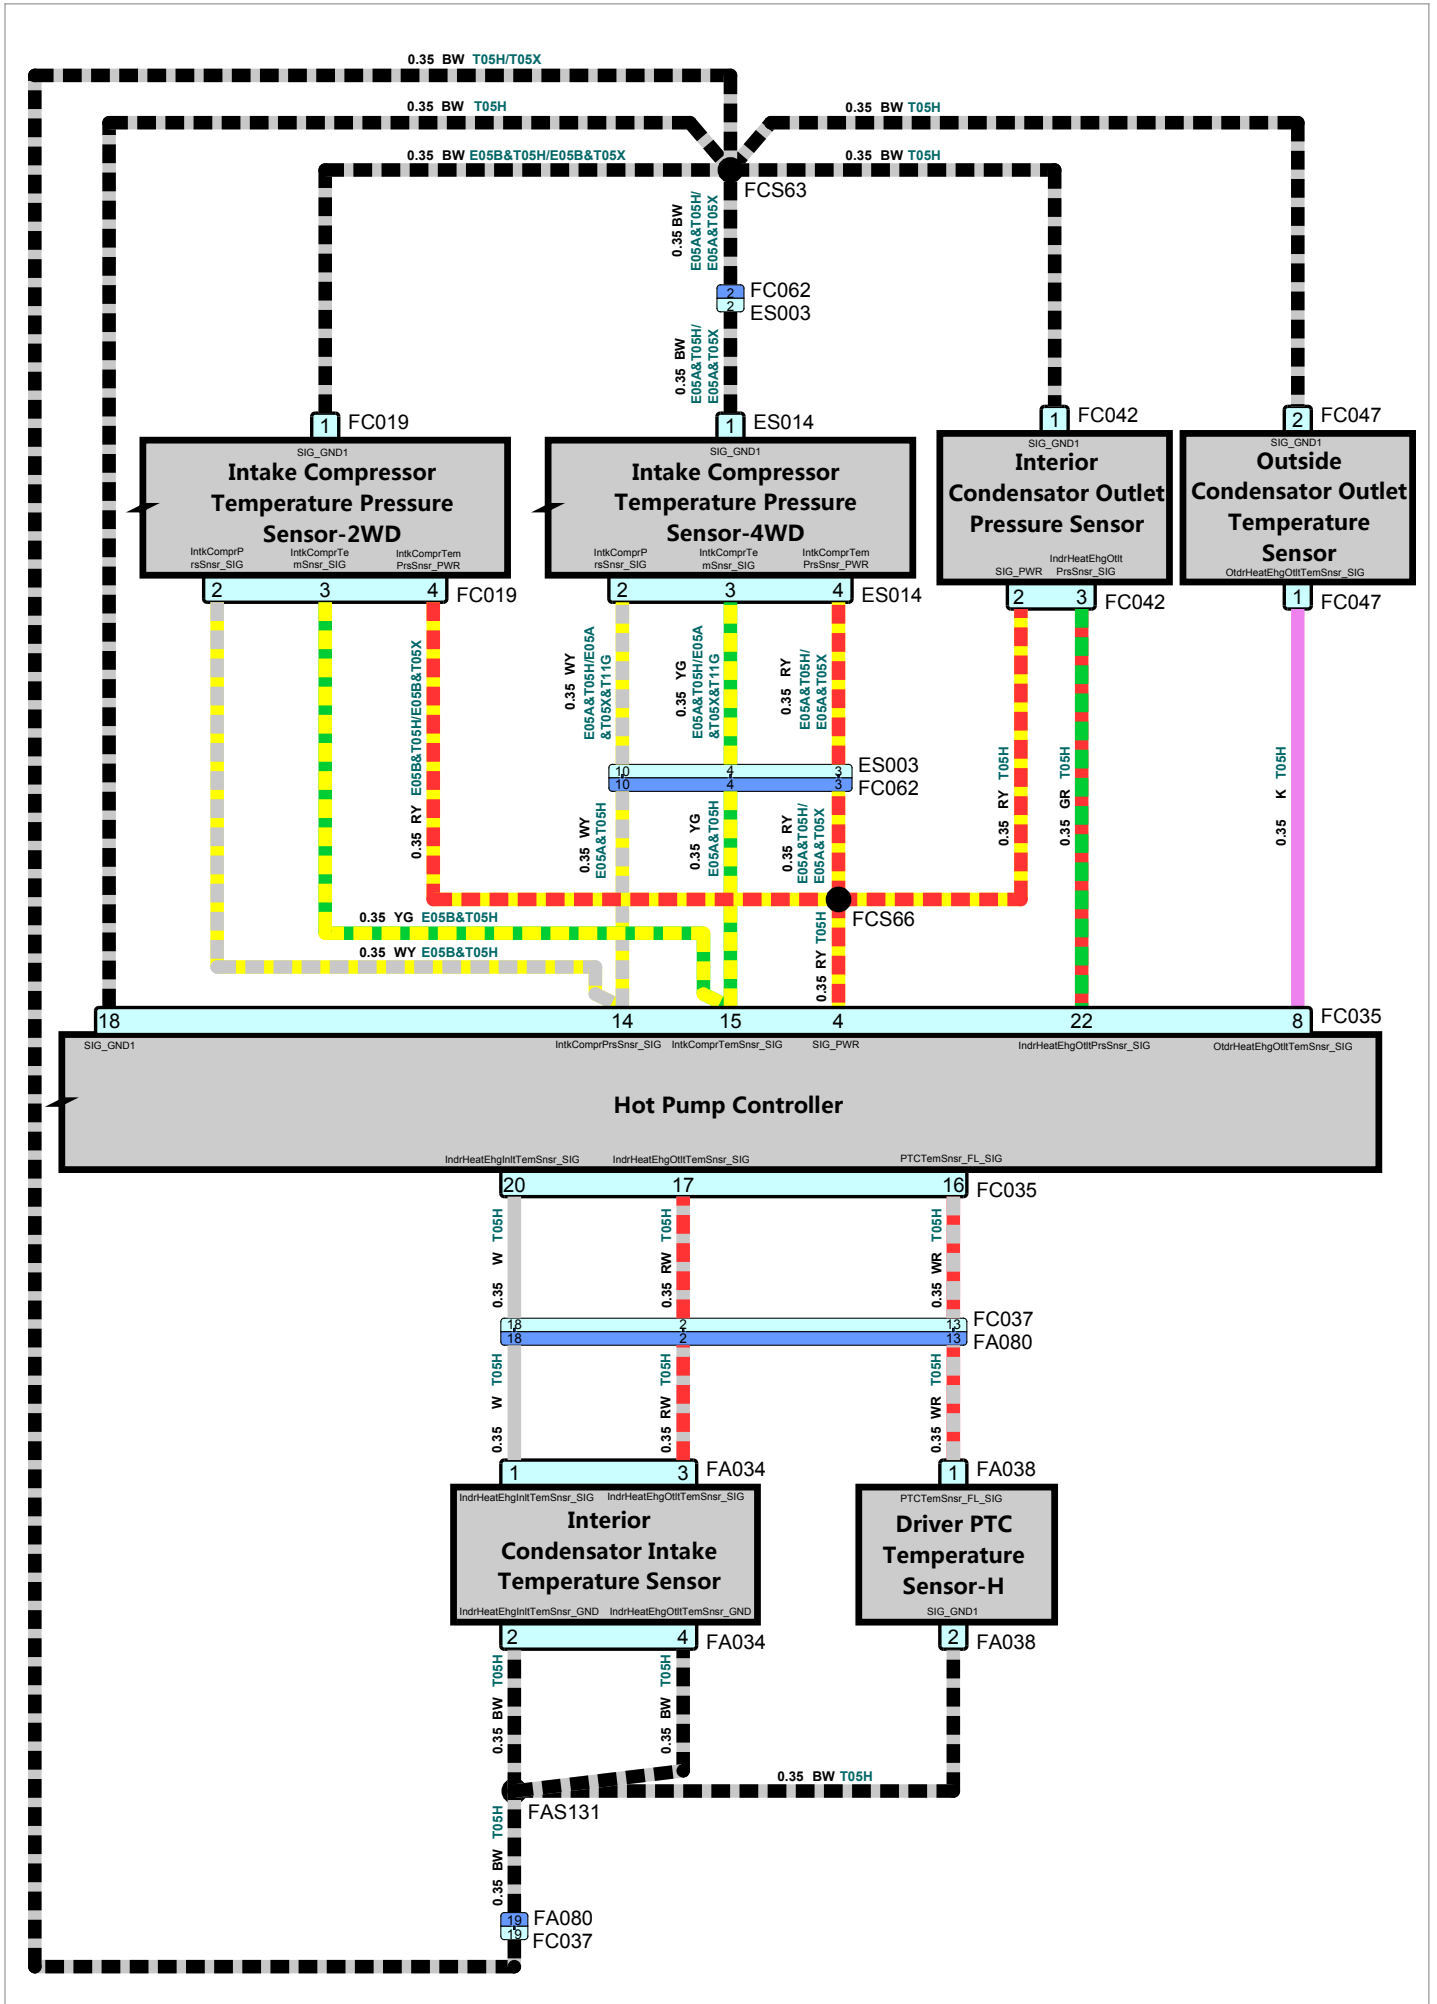 0.35 BW T05H/T05X
0.35 BW T05H
0.35 BW T05H
0.35 BW E05B&T05H/E05B&T05X
0.35 BW T05H
FCS63
0.35 BW
E05A&T05H/
E05A&T05X
2
FC062
2
ES003
0.35 BW
E05A&T05H/
E05A&T05X
1 FC019
1 ES014
1 FC042
2 FC047
SIG_GND1
Intake Compressor
Temperature Pressure
Sensor-2WD
IntkComprP
rsSnsr_SIG
IntkComprTe
mSnsr_SIG
IntkComprTem
PrsSnsr_PWR
2 3 4 FC019
SIG_GND1
Intake Compressor
Temperature Pressure
Sensor-4WD
IntkComprP
rsSnsr_SIG
IntkComprTe
mSnsr_SIG
IntkComprTem
PrsSnsr_PWR
2 3 4 ES014
SIG_GND1
Interior
Condensator Outlet
Pressure Sensor
SIG_PWR
IndrHeatEhgOtlt
PrsSnsr_SIG
2 3 FC042
SIG_GND1
Outside
Condensator Outlet
Temperature
Sensor
OtdrHeatEhgOtltTemSnsr_SIG
1 FC047
0.35 RY E05B&T05H/E05B&T05X
0.35 WY
E05A&T05H/E05A
&T05X&T11G
0.35 YG
E05A&T05H/E05A
&T05X&T11G
0.35 RY
E05A&T05H/
E05A&T05X
10 4 3 ES003
10 4 3 FC062
0.35 WY
E05A&T05H
0.35 YG
E05A&T05H
0.35 RY
E05A&T05H/
E05A&T05X
0.35 RY T05H
0.35 GR T05H
0.35 K T05H
FCS66
0.35 YG E05B&T05H
0.35 WY E05B&T05H
0.35 RY T05H
18 14 15 4 22 8 FC035
SIG_GND1
IntkComprPrsSnsr_SIG
IntkComprTemSnsr_SIG
SIG_PWR
IndrHeatEhgOtltPrsSnsr_SIG
OtdrHeatEhgOtltTemSnsr_SIG
Hot Pump Controller
IndrHeatEhgInltTemSnsr_SIG
IndrHeatEhgOtltTemSnsr_SIG
PTCTemSnsr_FL_SIG
20 17 16 FC035
0.35 W T05H
0.35 RW T05H
0.35 WR T05H
18 2 13 FC037
18 2 13 FA080
0.35 W T05H
0.35 RW T05H
0.35 WR T05H
1 3 FA034
1 FA038
IndrHeatEhgInltTemSnsr_SIG
IndrHeatEhgOtltTemSnsr_SIG
Interior
Condensator Intake
Temperature Sensor
IndrHeatEhgInltTemSnsr_GND
IndrHeatEhgOtltTemSnsr_GND
2 4 FA034
PTCTemSnsr_FL_SIG
Driver PTC
Temperature
Sensor-H
SIG_GND1
2 FA038
0.35 BW T05H
0.35 BW T05H
0.35 BW T05H
FAS131
0.35 BW T05H
19 FA080
19 FC037